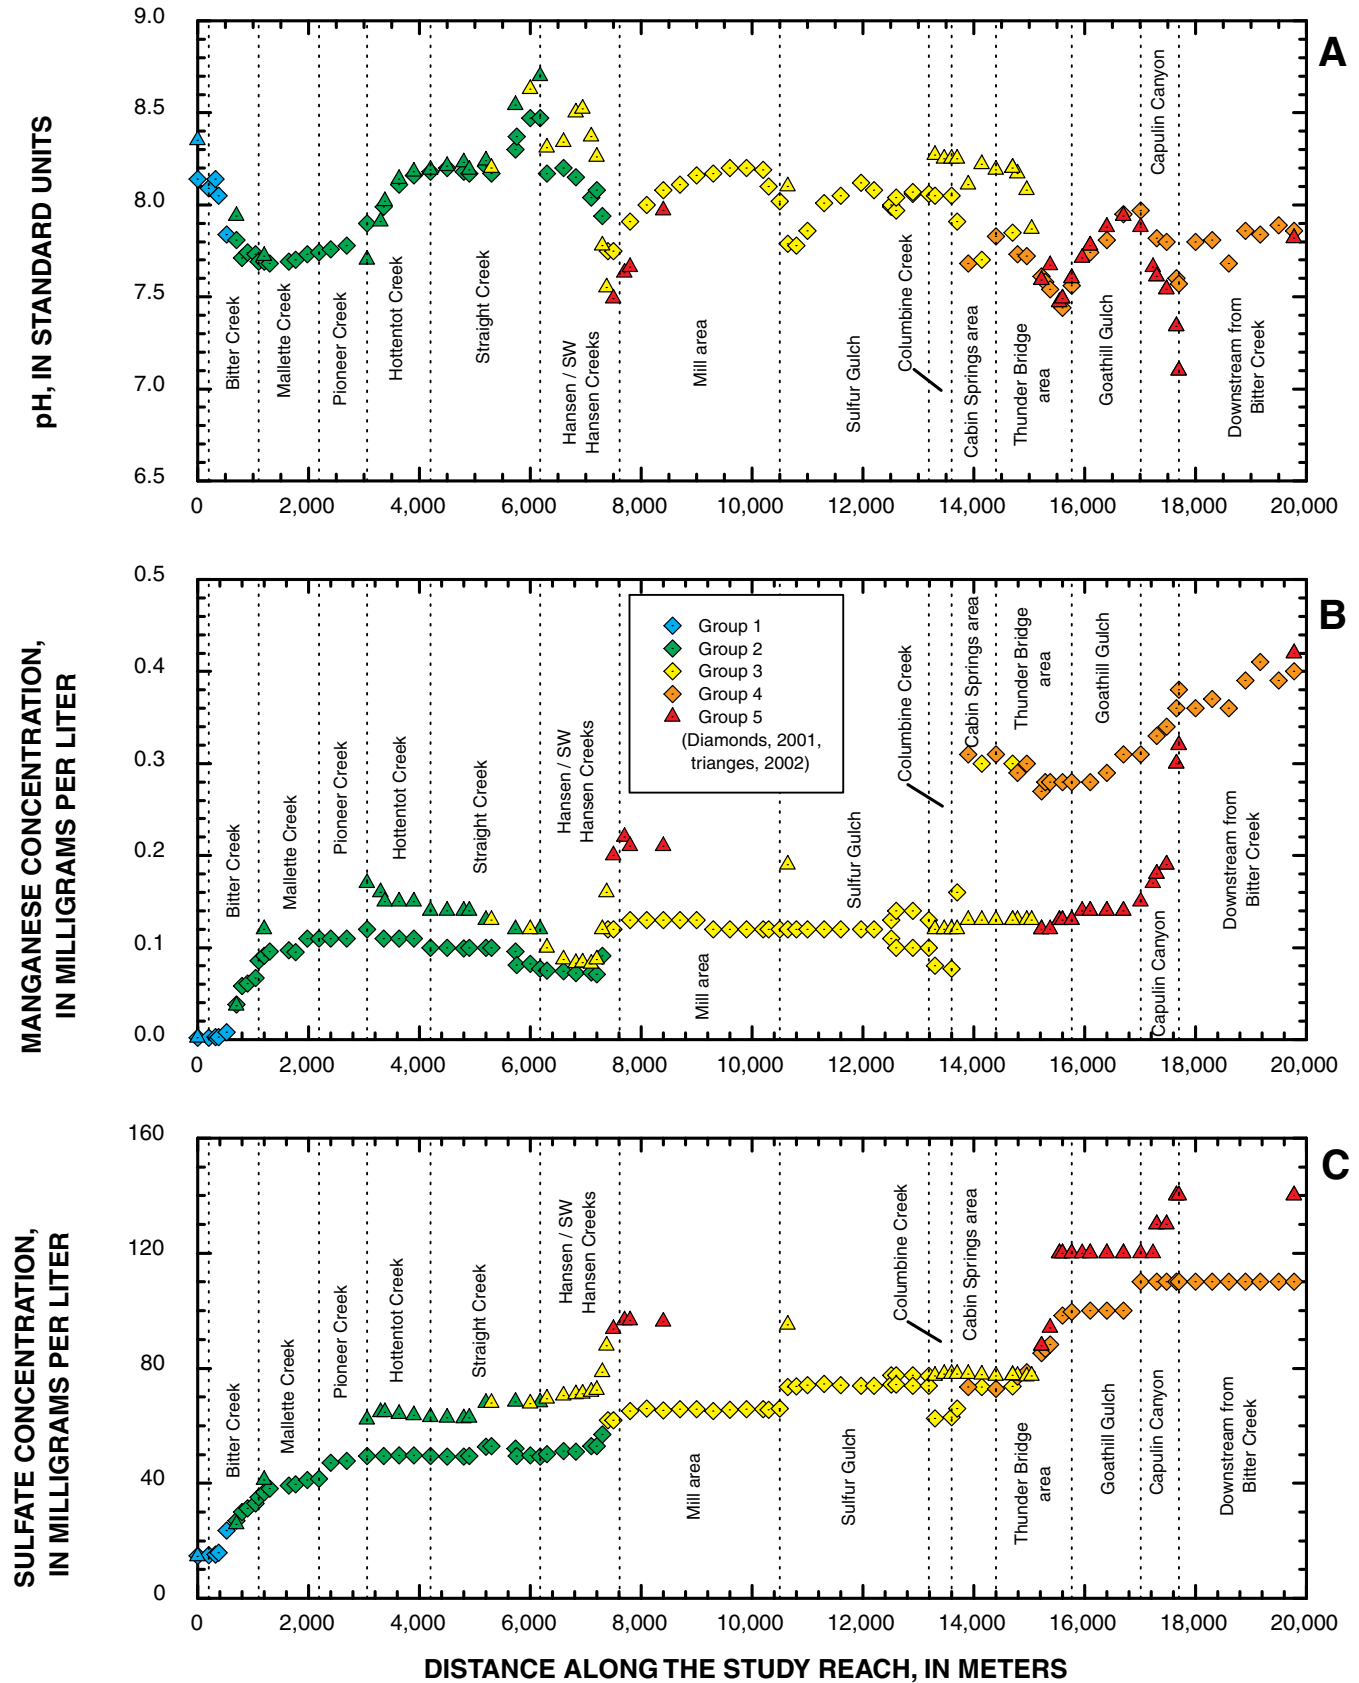 A
pH, IN STANDARD UNITS
9.0
8.5
8.0
7.5
7.0
6.5
Bitter Creek
Mallette Creek
Pioneer Creek
Hottentot Creek
Straight Creek
Hansen / SW
Hansen Creeks
Mill area
Sulfur Gulch
Columbine Creek
Cabin Springs area
Thunder Bridge
area
Goathill Gulch
Capulin Canyon
Downstream from
Bitter Creek
0 2,000 4,000 6,000 8,000 10,000 12,000 14,000 16,000 18,000 20,000
B
MANGANESE CONCENTRATION,
IN MILLIGRAMS PER LITER
0.5
0.4
0.3
0.2
0.1
0.0
Bitter Creek
Mallette Creek
Pioneer Creek
Hottentot Creek
Straight Creek
Hansen / SW
Hansen Creeks
Group 1
Group 2
Group 3
Group 4
Group 5
(Diamonds, 2001,
trianges, 2002)
Mill area
Sulfur Gulch
Columbine Creek
Cabin Springs area
Thunder Bridge
area
Goathill Gulch
Capulin Canyon
Downstream from
Bitter Creek
0 2,000 4,000 6,000 8,000 10,000 12,000 14,000 16,000 18,000 20,000
C
SULFATE CONCENTRATION,
IN MILLIGRAMS PER LITER
160
120
80
40
0
Bitter Creek
Mallette Creek
Pioneer Creek
Hottentot Creek
Straight Creek
Hansen / SW
Hansen Creeks
Mill area
Sulfur Gulch
Columbine Creek
Cabin Springs area
Thunder Bridge
area
Goathill Gulch
Capulin Canyon
Downstream from
Bitter Creek
0 2,000 4,000 6,000 8,000 10,000 12,000 14,000 16,000 18,000 20,000
DISTANCE ALONG THE STUDY REACH, IN METERS